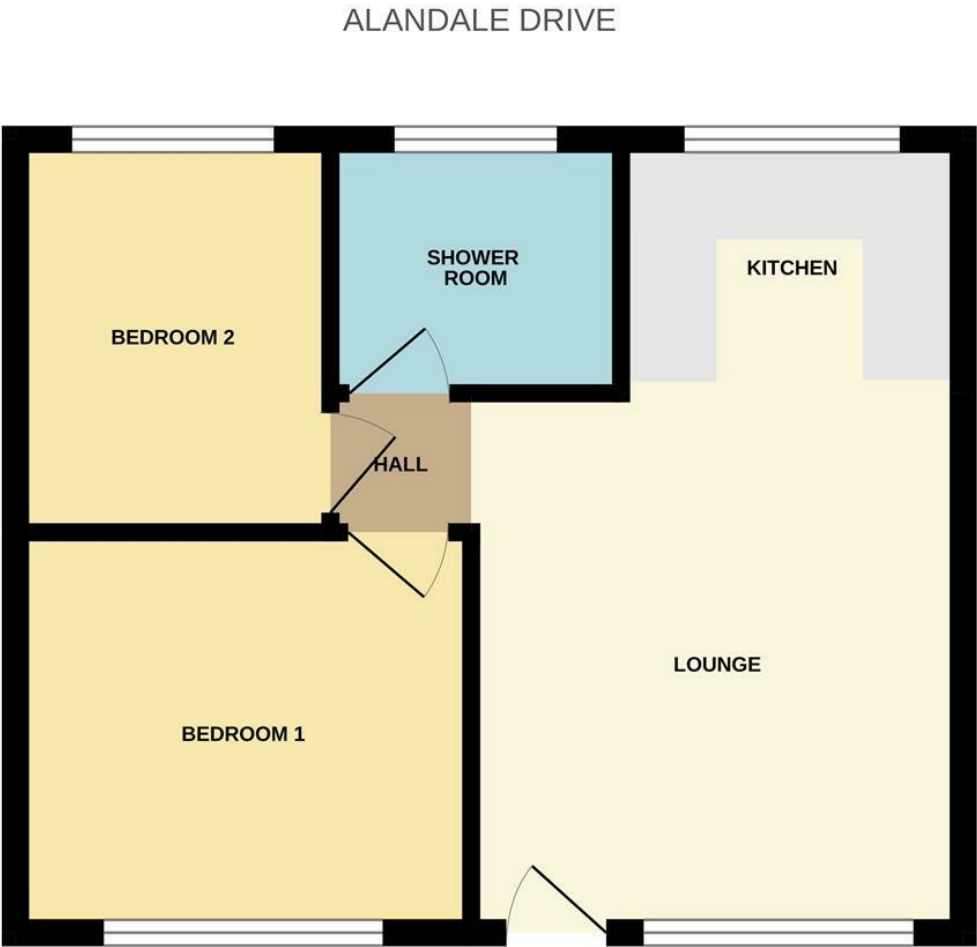 ALANDALE DRIVE
SHOWER
ROOM
KITCHEN
BEDROOM 2
HALL
LOUNGE
BEDROOM 1